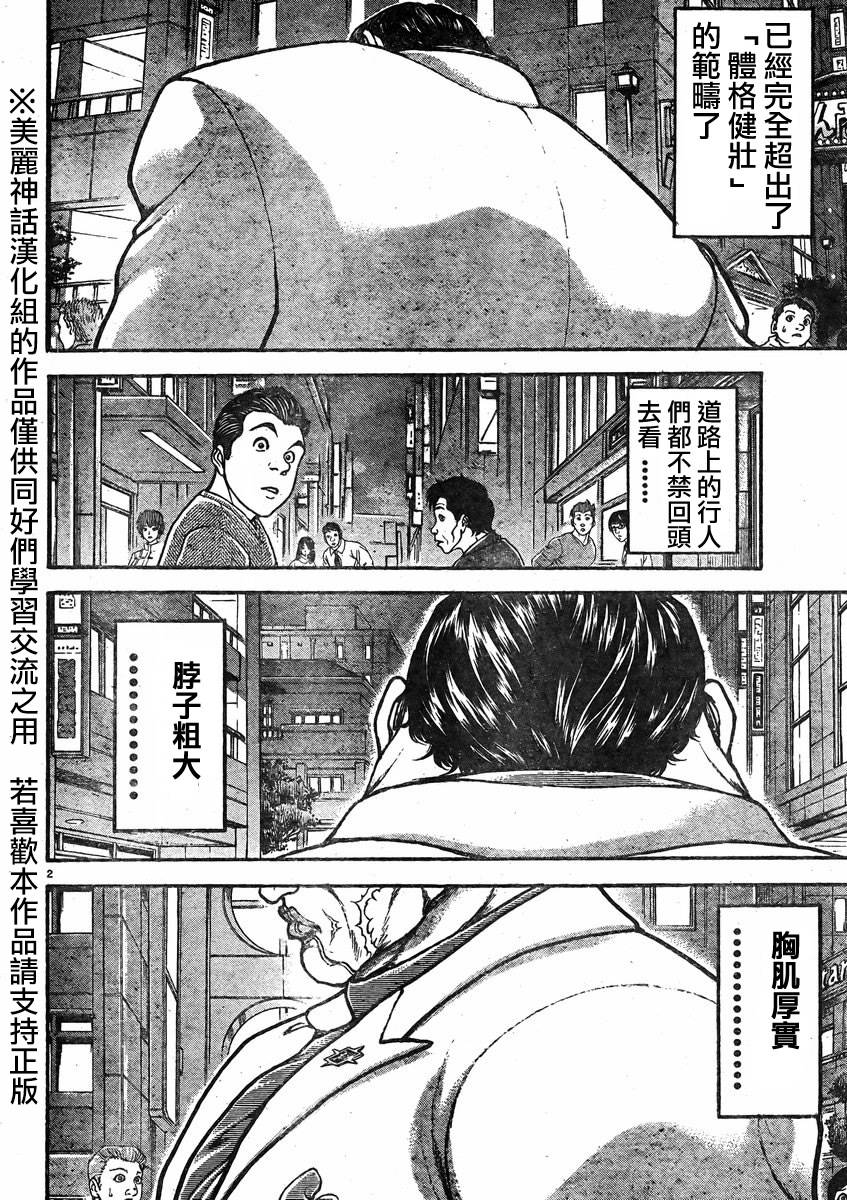 已經完全超出了
「體格健壯」
的範疇了
道路上的行人
們都不禁回頭
去看……
脖子粗大
…………
2
胸肌厚實
…………
※美麗神話漢化組的作品僅供同好們學習交流之用 若喜歡本作品請支持正版